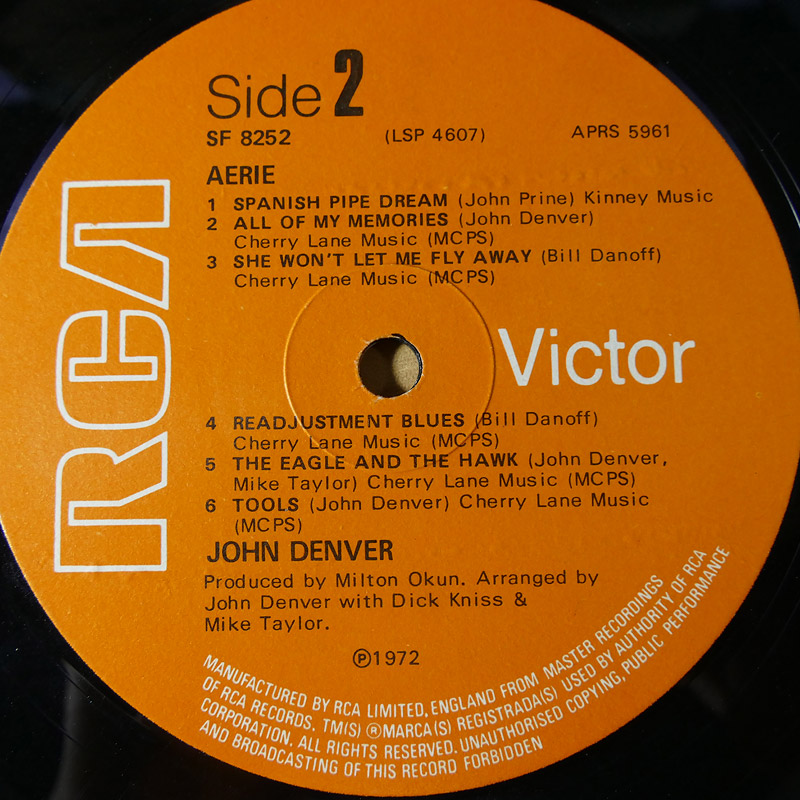 Side 2
SF 8252 (LSP 4607) APRS 5961
AERIE
1 SPANISH PIPE DREAM (John Prine) Kinney Music
2 ALL OF MY MEMORIES (John Denver)
Cherry Lane Music (MCPS)
3 SHE WON'T LET ME FLY AWAY (Bill Danoff)
Cherry Lane Music (MCPS)
RCA Victor
4 READJUSTMENT BLUES (Bill Danoff)
Cherry Lane Music (MCPS)
5 THE EAGLE AND THE HAWK (John Denver,
Mike Taylor) Cherry Lane Music (MCPS)
6 TOOLS (John Denver) Cherry Lane Music
(MCPS)
JOHN DENVER
Produced by Milton Okun. Arranged by
John Denver with Dick Kniss &
Mike Taylor.
℗1972
MANUFACTURED BY RCA LIMITED, ENGLAND FROM MASTER RECORDINGS
OF RCA RECORDS. TM(S) ® MARCA(S) REGISTRADA(S) USED BY AUTHORITY OF RCA
CORPORATION, ALL RIGHTS RESERVED. UNAUTHORISED COPYING, PUBLIC PERFORMANCE
AND BROADCASTING OF THIS RECORD FORBIDDEN